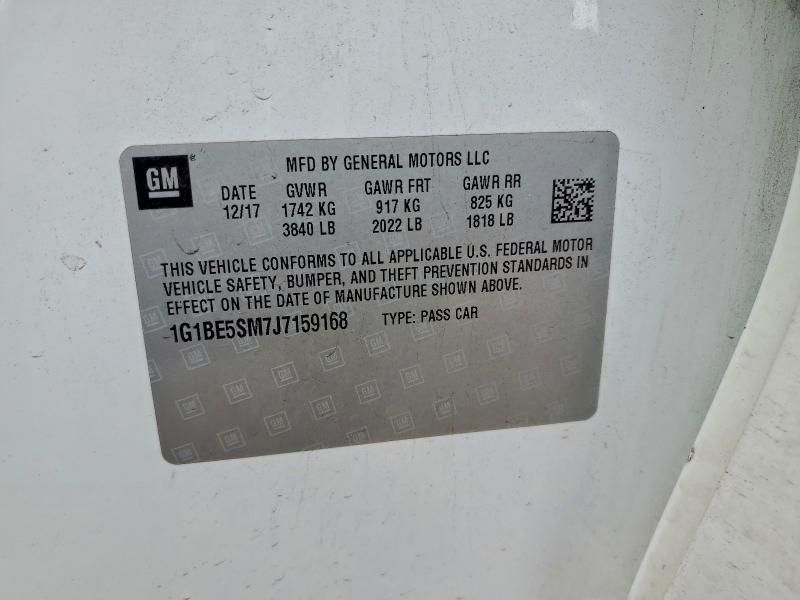 GM ® MFD BY GENERAL MOTORS LLC
DATE GVWR GAWR FRT GAWR RR
12/17 1742 KG 917 KG 825 KG
3840 LB 2022 LB 1818 LB
THIS VEHICLE CONFORMS TO ALL APPLICABLE U.S. FEDERAL MOTOR
VEHICLE SAFETY, BUMPER, AND THEFT PREVENTION STANDARDS IN
EFFECT ON THE DATE OF MANUFACTURE SHOWN ABOVE.
1G1BE5SM7J7159168 TYPE: PASS CAR